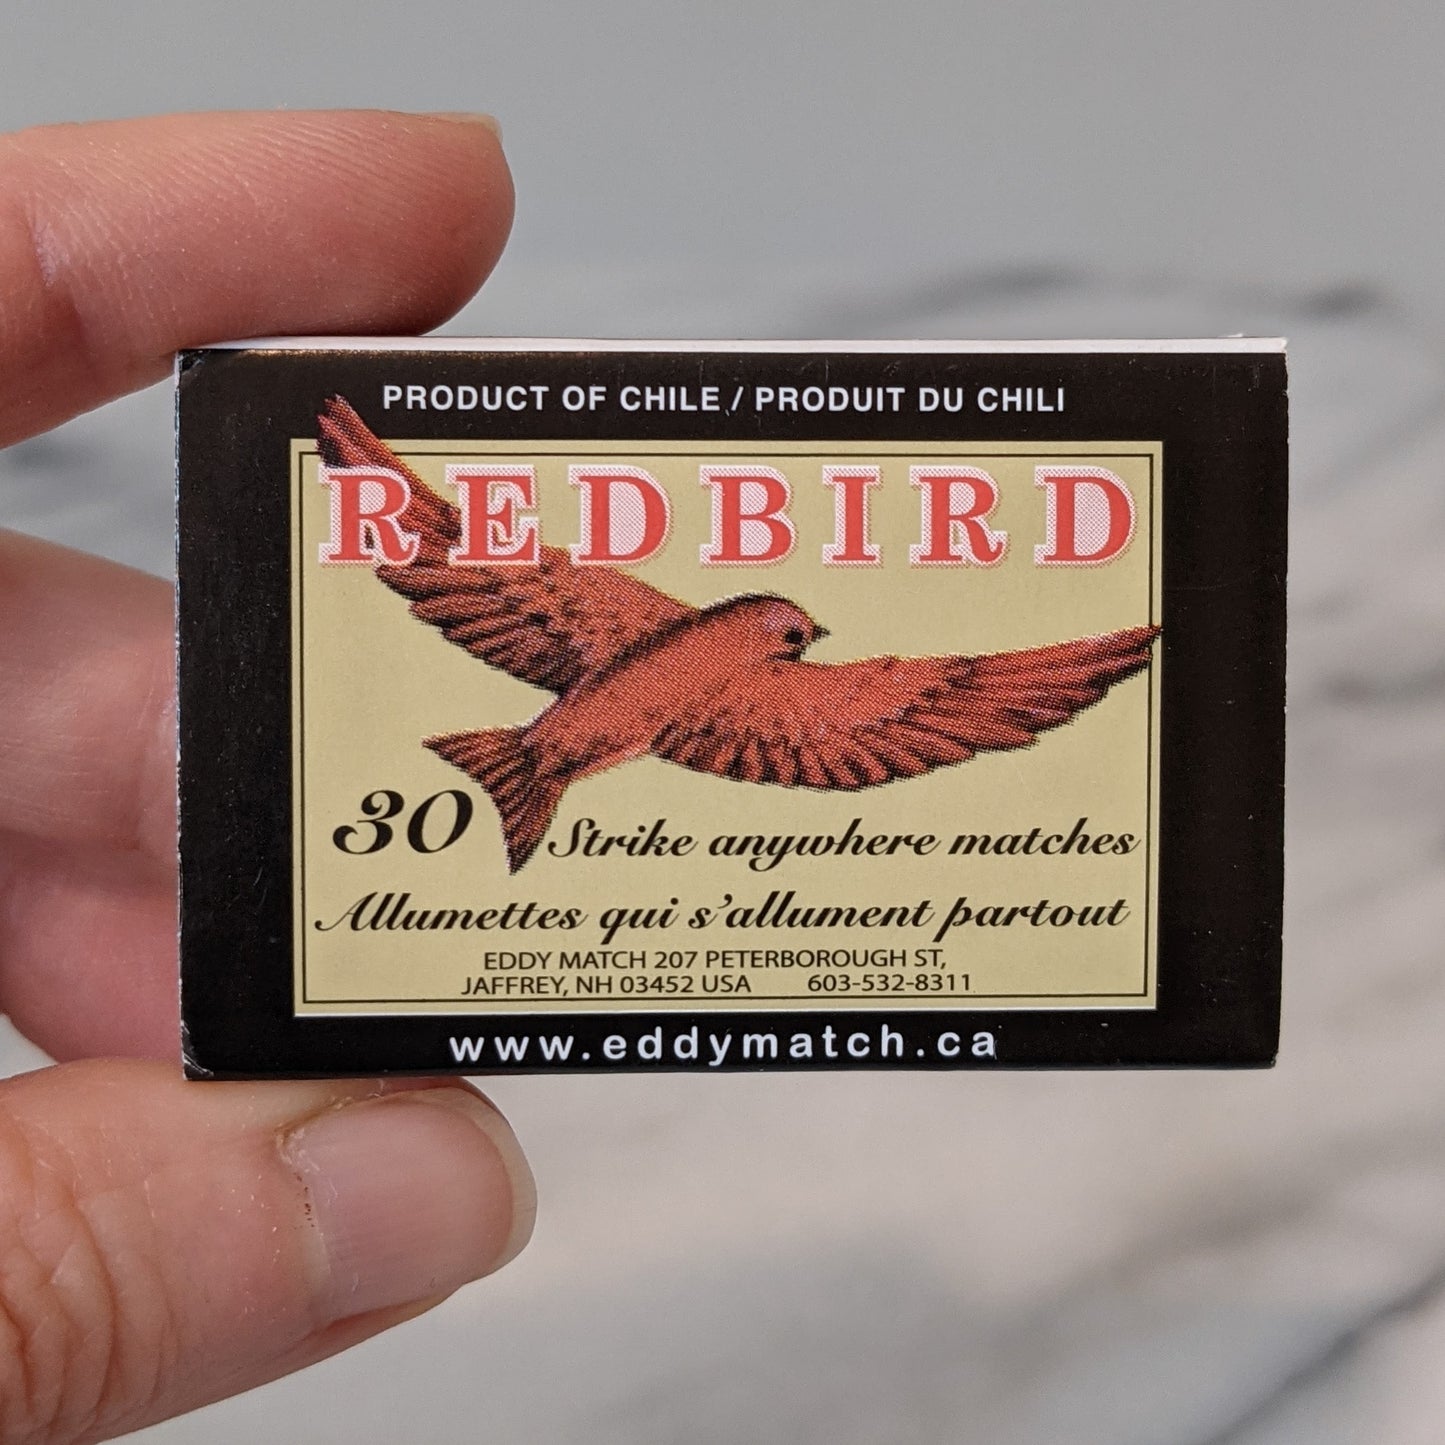 PRODUCT OF CHILE / PRODUIT DU CHILI
REDBIRD
30 Strike anywhere matches
Allumettes qui s'allument partout
EDDY MATCH 207 PETERBOROUGH ST,
JAFFREY, NH 03452 USA 603-532-8311
www.eddymatch.ca